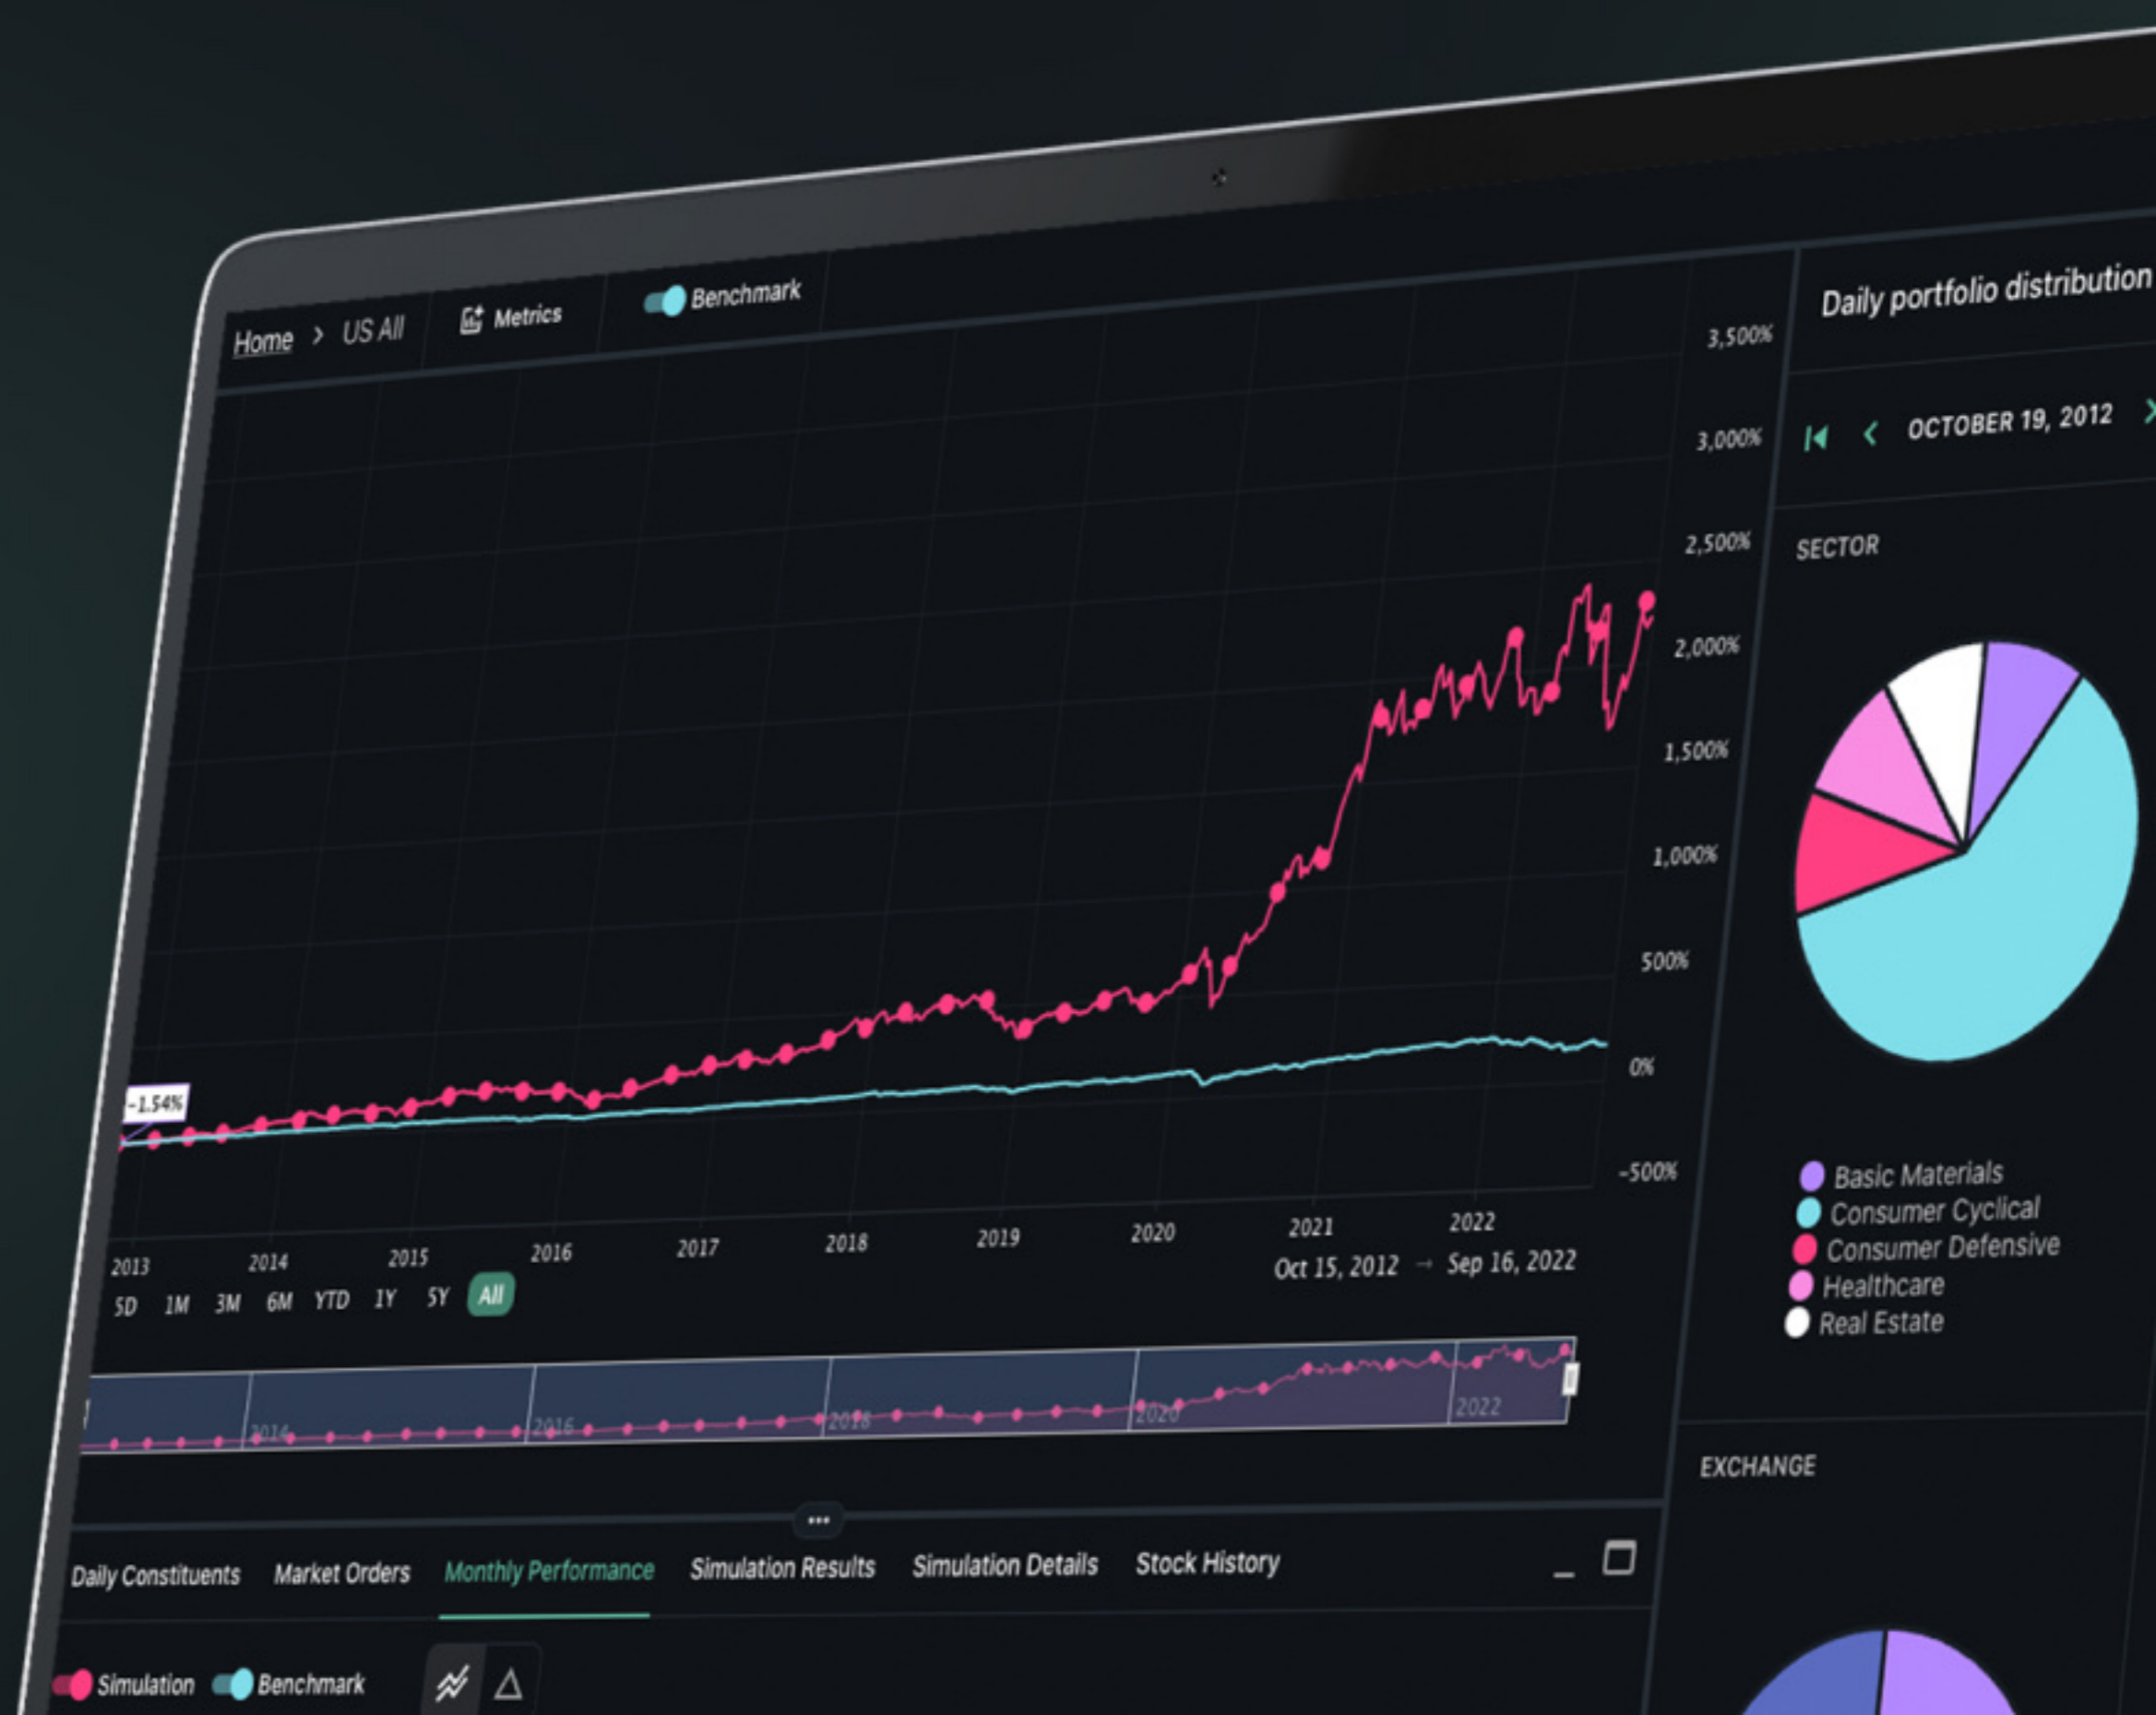 Home > US All
Metrics
Benchmark
3,500%
3,000%
2,500%
2,000%
1,500%
1,000%
500%
0%
-500%
-1.54%
2013 2014 2015 2016 2017 2018 2019 2020 2021 2022
5D 1M 3M 6M YTD 1Y 5Y All
Oct 15, 2012 → Sep 16, 2022
2014 2016 2018 2020 2022
Daily Constituents Market Orders Monthly Performance Simulation Results Simulation Details Stock History
Simulation Benchmark
Daily portfolio distribution
OCTOBER 19, 2012
SECTOR
Basic Materials
Consumer Cyclical
Consumer Defensive
Healthcare
Real Estate
EXCHANGE